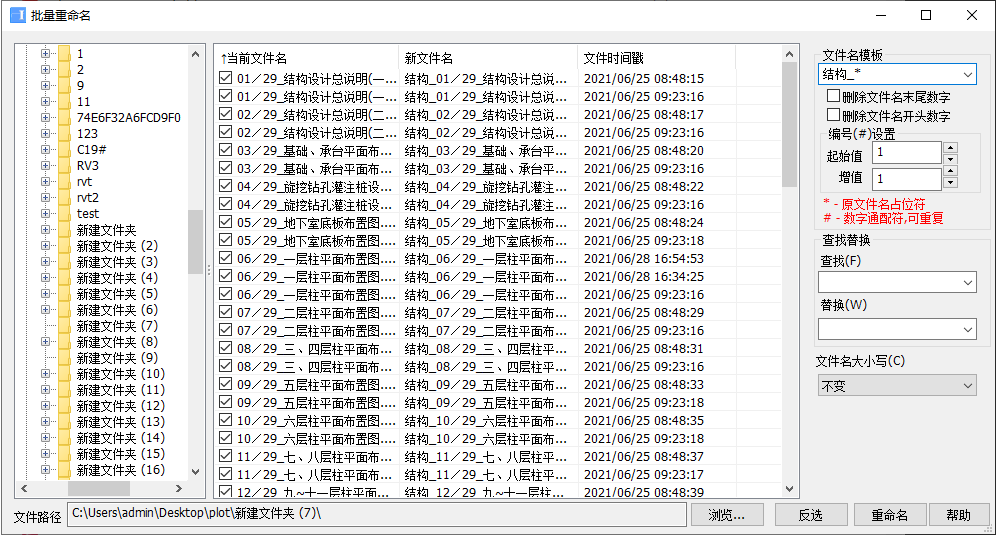 批量重命名
1
2
9
11
74E6F32A6FCD9F0
123
C19#
RV3
rvt
rvt2
test
新建文件夹
新建文件夹 (2)
新建文件夹 (3)
新建文件夹 (4)
新建文件夹 (5)
新建文件夹 (6)
新建文件夹 (7)
新建文件夹 (8)
新建文件夹 (9)
新建文件夹 (10)
新建文件夹 (11)
新建文件夹 (12)
新建文件夹 (13)
新建文件夹 (14)
新建文件夹 (15)
新建文件夹 (16)
↑当前文件名 新文件名 文件时间戳
01／29_结构设计总说明(一... 结构_01／29_结构设计总说... 2021/06/25 08:48:15
01／29_结构设计总说明(一... 结构_01／29_结构设计总说... 2021/06/25 09:23:16
02／29_结构设计总说明(二... 结构_02／29_结构设计总说... 2021/06/25 08:48:17
02／29_结构设计总说明(二... 结构_02／29_结构设计总说... 2021/06/25 09:23:16
03／29_基础、承台平面布... 结构_03／29_基础、承台平... 2021/06/25 08:48:20
03／29_基础、承台平面布... 结构_03／29_基础、承台平... 2021/06/25 09:23:16
04／29_旋挖钻孔灌注桩设... 结构_04／29_旋挖钻孔灌注... 2021/06/25 08:48:22
04／29_旋挖钻孔灌注桩设... 结构_04／29_旋挖钻孔灌注... 2021/06/25 09:23:16
05／29_地下室底板布置图... 结构_05／29_地下室底板布... 2021/06/25 08:48:24
05／29_地下室底板布置图... 结构_05／29_地下室底板布... 2021/06/25 09:23:18
06／29_一层柱平面布置图.... 结构_06／29_一层柱平面布... 2021/06/28 16:54:53
06／29_一层柱平面布置图.... 结构_06／29_一层柱平面布... 2021/06/28 16:34:25
06／29_一层柱平面布置图.... 结构_06／29_一层柱平面布... 2021/06/25 09:23:16
07／29_二层柱平面布置图.... 结构_07／29_二层柱平面布... 2021/06/25 08:48:29
07／29_二层柱平面布置图.... 结构_07／29_二层柱平面布... 2021/06/25 09:23:16
08／29_三、四层柱平面布... 结构_08／29_三、四层柱平... 2021/06/25 08:48:31
08／29_三、四层柱平面布... 结构_08／29_三、四层柱平... 2021/06/25 09:23:16
09／29_五层柱平面布置图.... 结构_09／29_五层柱平面布... 2021/06/25 08:48:33
09／29_五层柱平面布置图.... 结构_09／29_五层柱平面布... 2021/06/25 09:23:18
10／29_六层柱平面布置图.... 结构_10／29_六层柱平面布... 2021/06/25 08:48:35
10／29_六层柱平面布置图.... 结构_10／29_六层柱平面布... 2021/06/25 09:23:18
11／29_七、八层柱平面布... 结构_11／29_七、八层柱平... 2021/06/25 08:48:37
11／29_七、八层柱平面布... 结构_11／29_七、八层柱平... 2021/06/25 09:23:17
12／29_九~十一层柱平面... 结构_12／29_九~十一层柱... 2021/06/25 08:48:39
文件名模板
结构_*
删除文件名末尾数字
删除文件名开头数字
编号(#)设置
起始值 1
增值 1
* - 原文件名占位符
# - 数字通配符,可重复
查找替换
查找(F)
替换(W)
文件名大小写(C)
不变
文件路径 C:\Users\admin\Desktop\plot\新建文件夹 (7)\ 浏览... 反选 重命名 帮助